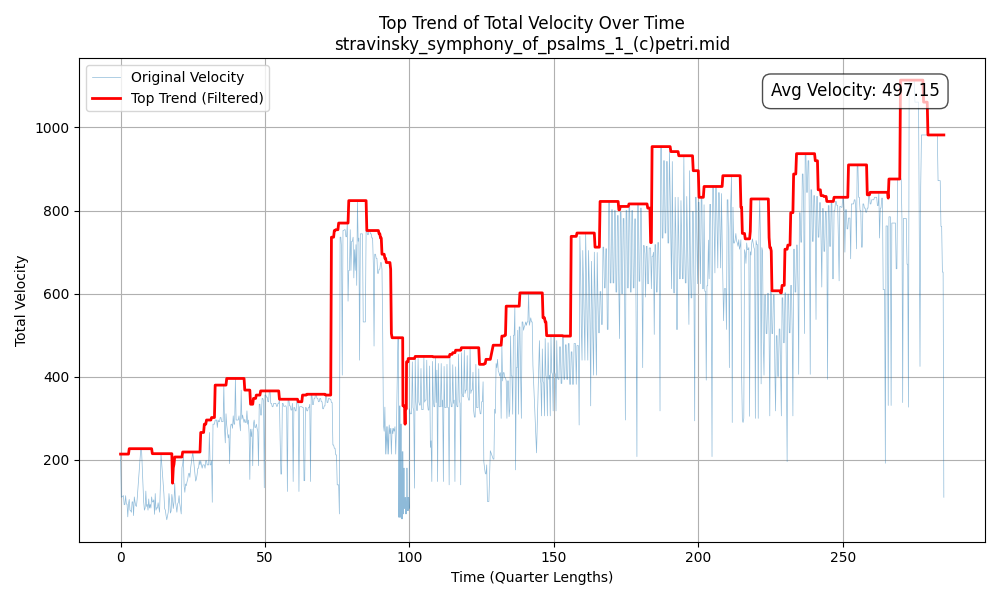 Top Trend of Total Velocity Over Time
stravinsky_symphony_of_psalms_1_(c)petri.mid
Original Velocity
Top Trend (Filtered)
Avg Velocity: 497.15
Total Velocity
1000
800
600
400
200
0 50 100 150 200 250
Time (Quarter Lengths)